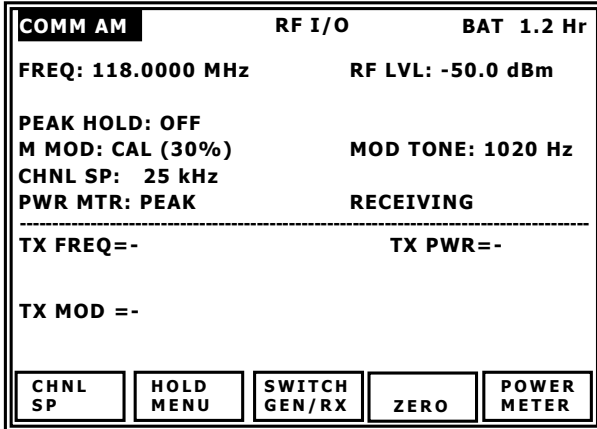 COMM AM RF I/O BAT 1.2 Hr
FREQ: 118.0000 MHz RF LVL: -50.0 dBm
PEAK HOLD: OFF
M MOD: CAL (30%) MOD TONE: 1020 Hz
CHNL SP: 25 kHz
PWR MTR: PEAK RECEIVING
TX FREQ=- TX PWR=-
TX MOD =-
CHNL SP
HOLD MENU
SWITCH GEN/RX
ZERO
POWER METER